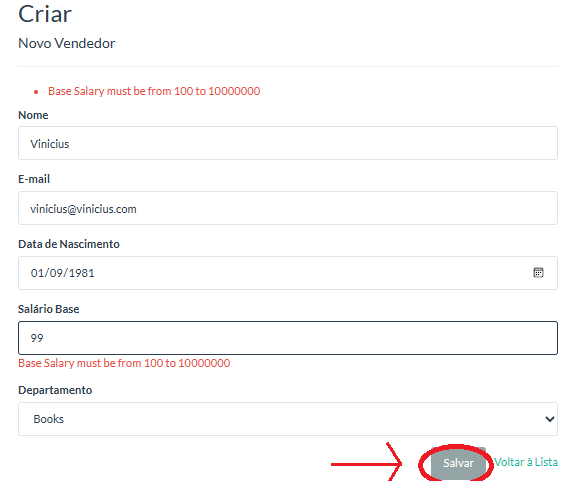 Criar
Novo Vendedor
Base Salary must be from 100 to 10000000
Nome
Vinicius
E-mail
vinicius@vinicius.com
Data de Nascimento
01/09/1981
Salário Base
99
Base Salary must be from 100 to 10000000
Departamento
Books
Salvar Voltar à Lista